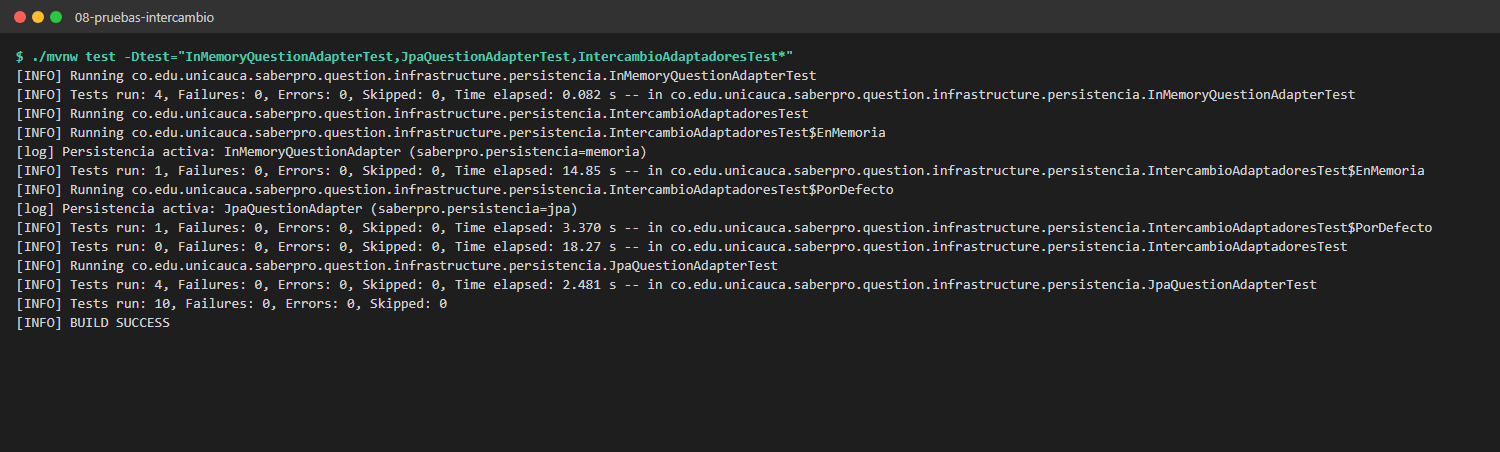 08-pruebas-intercambio
$ ./mvnw test -Dtest="InMemoryQuestionAdapterTest,JpaQuestionAdapterTest,IntercambioAdaptadoresTest*"
[INFO] Running co.edu.unicauca.saberpro.question.infrastructure.persistencia.InMemoryQuestionAdapterTest
[INFO] Tests run: 4, Failures: 0, Errors: 0, Skipped: 0, Time elapsed: 0.082 s -- in co.edu.unicauca.saberpro.question.infrastructure.persistencia.InMemoryQuestionAdapterTest
[INFO] Running co.edu.unicauca.saberpro.question.infrastructure.persistencia.IntercambioAdaptadoresTest
[INFO] Running co.edu.unicauca.saberpro.question.infrastructure.persistencia.IntercambioAdaptadoresTest$EnMemoria
[log] Persistencia activa: InMemoryQuestionAdapter (saberpro.persistencia=memoria)
[INFO] Tests run: 1, Failures: 0, Errors: 0, Skipped: 0, Time elapsed: 14.85 s -- in co.edu.unicauca.saberpro.question.infrastructure.persistencia.IntercambioAdaptadoresTest$EnMemoria
[INFO] Running co.edu.unicauca.saberpro.question.infrastructure.persistencia.IntercambioAdaptadoresTest$PorDefecto
[log] Persistencia activa: JpaQuestionAdapter (saberpro.persistencia=jpa)
[INFO] Tests run: 1, Failures: 0, Errors: 0, Skipped: 0, Time elapsed: 3.370 s -- in co.edu.unicauca.saberpro.question.infrastructure.persistencia.IntercambioAdaptadoresTest$PorDefecto
[INFO] Tests run: 0, Failures: 0, Errors: 0, Skipped: 0, Time elapsed: 18.27 s -- in co.edu.unicauca.saberpro.question.infrastructure.persistencia.IntercambioAdaptadoresTest
[INFO] Running co.edu.unicauca.saberpro.question.infrastructure.persistencia.JpaQuestionAdapterTest
[INFO] Tests run: 4, Failures: 0, Errors: 0, Skipped: 0, Time elapsed: 2.481 s -- in co.edu.unicauca.saberpro.question.infrastructure.persistencia.JpaQuestionAdapterTest
[INFO] Tests run: 10, Failures: 0, Errors: 0, Skipped: 0
[INFO] BUILD SUCCESS